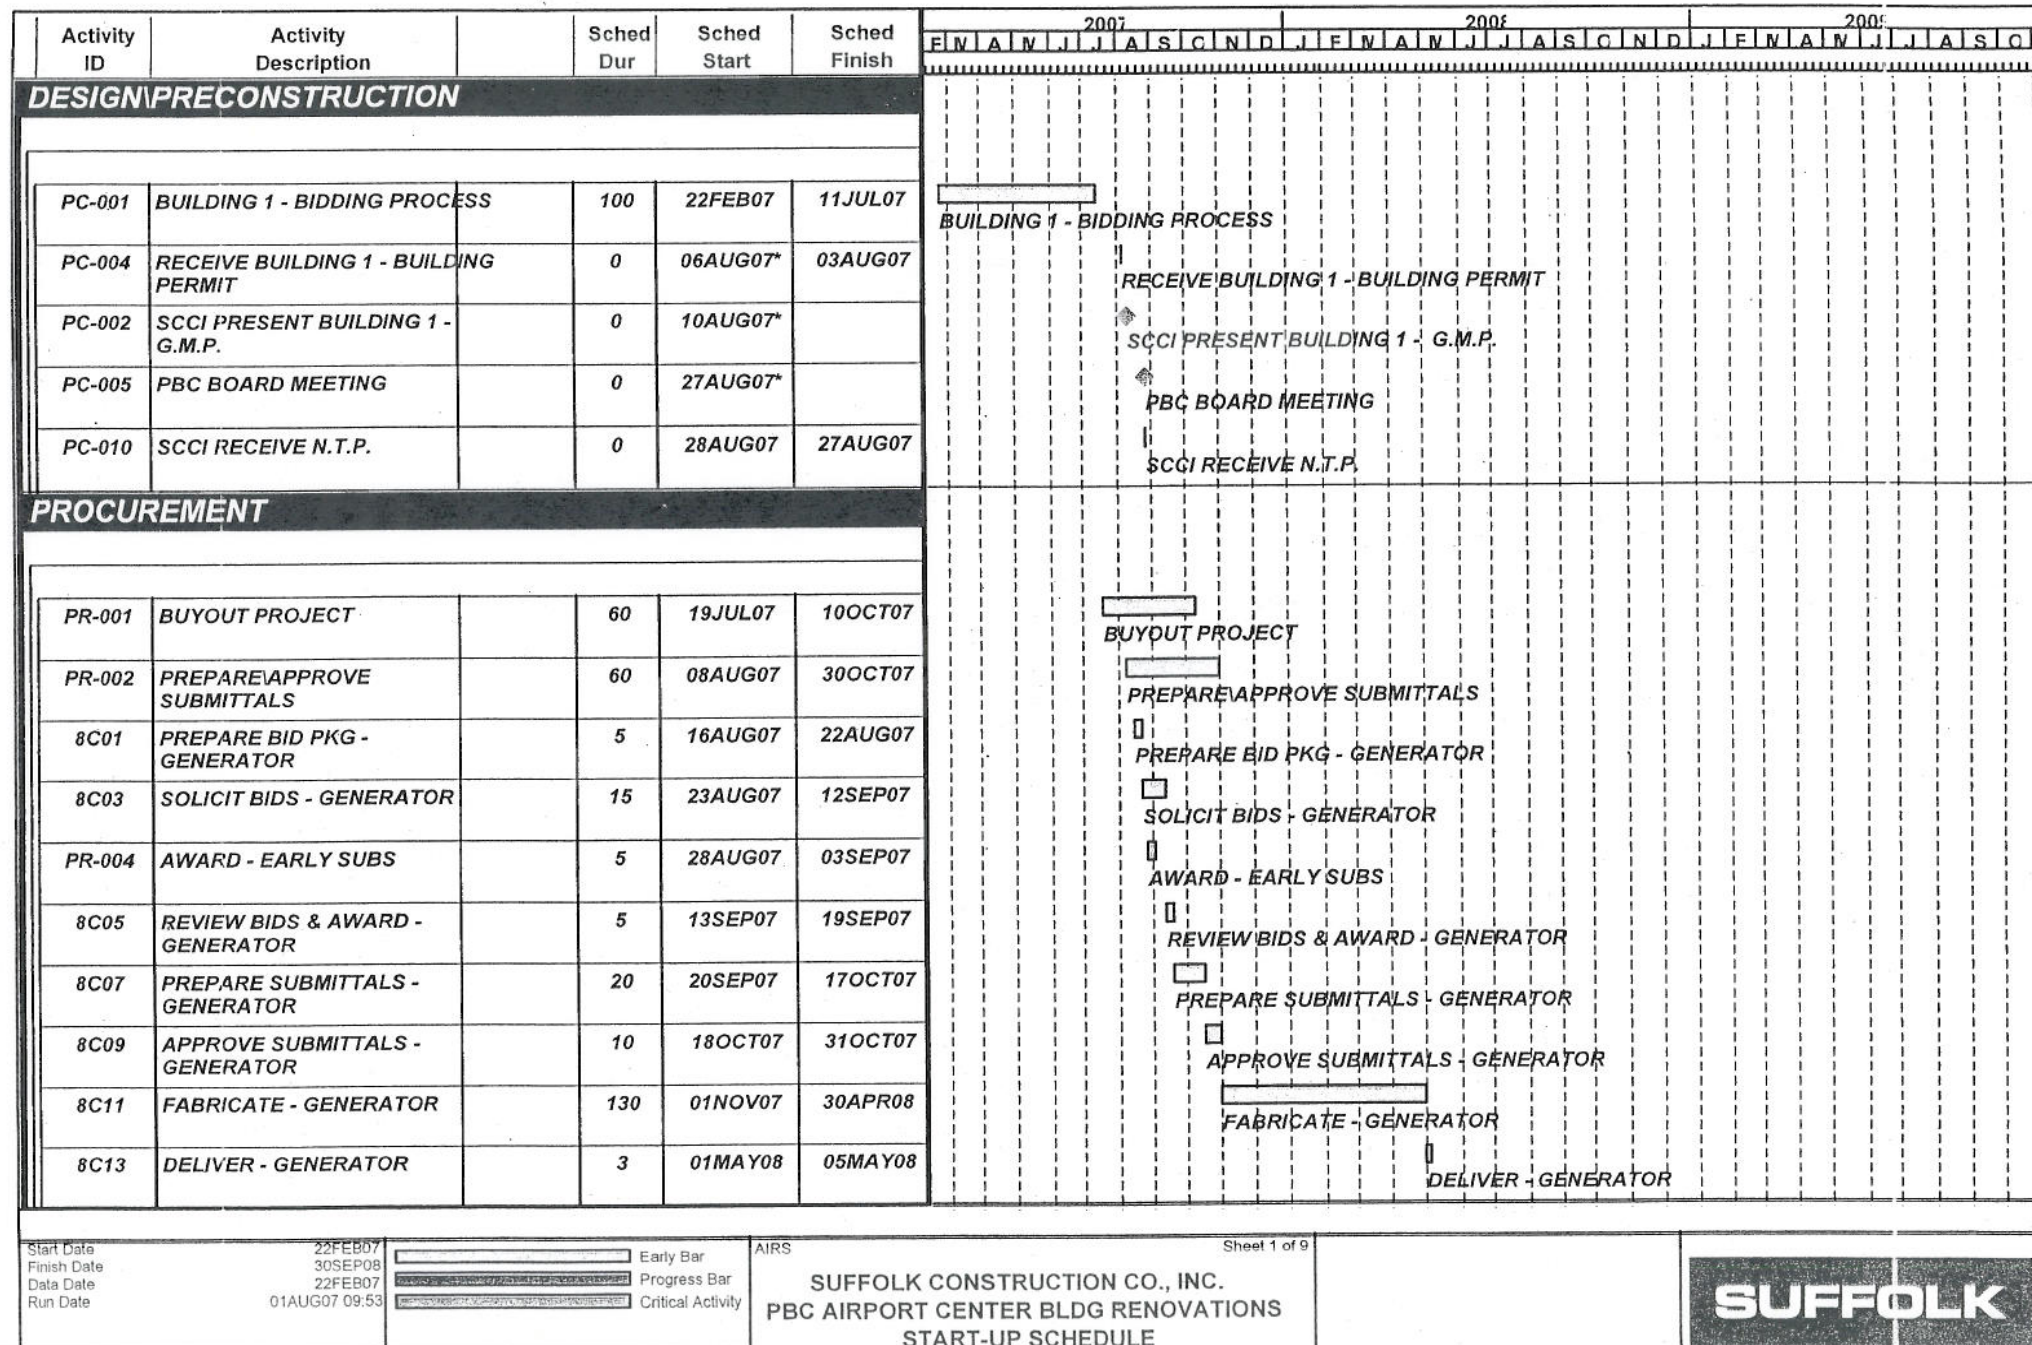 Activity ID Activity Description Sched Dur Sched Start Sched Finish
2007 2008
F M A M J J A S O N D J F M A M J J A S O N D J F M A M J J A S O
DESIGN\PRECONSTRUCTION
PC-001 BUILDING 1 - BIDDING PROCESS 100 22FEB07 11JUL07
BUILDING 1 - BIDDING PROCESS
PC-004 RECEIVE BUILDING 1 - BUILDING PERMIT 0 06AUG07* 03AUG07
RECEIVE BUILDING 1 - BUILDING PERMIT
PC-002 SCCI PRESENT BUILDING 1 - G.M.P. 0 10AUG07*
SCCI PRESENT BUILDING 1 - G.M.P.
PC-005 PBC BOARD MEETING 0 27AUG07*
PBC BOARD MEETING
PC-010 SCCI RECEIVE N.T.P. 0 28AUG07 27AUG07
SCCI RECEIVE N.T.P.
PROCUREMENT
PR-001 BUYOUT PROJECT 60 19JUL07 10OCT07
BUYOUT PROJECT
PR-002 PREPARE\APPROVE SUBMITTALS 60 08AUG07 30OCT07
PREPARE\APPROVE SUBMITTALS
8C01 PREPARE BID PKG - GENERATOR 5 16AUG07 22AUG07
PREPARE BID PKG - GENERATOR
8C03 SOLICIT BIDS - GENERATOR 15 23AUG07 12SEP07
SOLICIT BIDS - GENERATOR
PR-004 AWARD - EARLY SUBS 5 28AUG07 03SEP07
AWARD - EARLY SUBS
8C05 REVIEW BIDS & AWARD - GENERATOR 5 13SEP07 19SEP07
REVIEW BIDS & AWARD - GENERATOR
8C07 PREPARE SUBMITTALS - GENERATOR 20 20SEP07 17OCT07
PREPARE SUBMITTALS - GENERATOR
8C09 APPROVE SUBMITTALS - GENERATOR 10 18OCT07 31OCT07
APPROVE SUBMITTALS - GENERATOR
8C11 FABRICATE - GENERATOR 130 01NOV07 30APR08
FABRICATE - GENERATOR
8C13 DELIVER - GENERATOR 3 01MAY08 05MAY08
DELIVER - GENERATOR
Start Date 22FEB07
Finish Date 30SEP08
Data Date 22FEB07
Run Date 01AUG07 09:53
Early Bar
Progress Bar
Critical Activity
AIRS
Sheet 1 of 9
SUFFOLK CONSTRUCTION CO., INC.
PBC AIRPORT CENTER BLDG RENOVATIONS
START-UP SCHEDULE
SUFFOLK